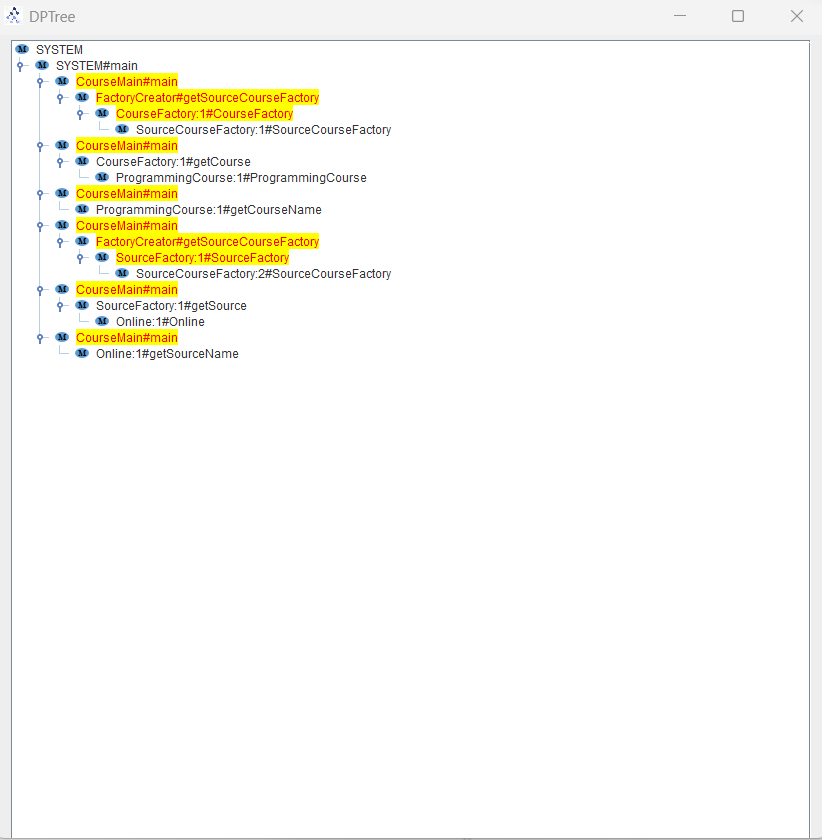 DPTree
SYSTEM
SYSTEM#main
CourseMain#main
FactoryCreator#getSourceCourseFactory
CourseFactory:1#CourseFactory
SourceCourseFactory:1#SourceCourseFactory
CourseMain#main
CourseFactory:1#getCourse
ProgrammingCourse:1#ProgrammingCourse
CourseMain#main
ProgrammingCourse:1#getCourseName
CourseMain#main
FactoryCreator#getSourceCourseFactory
SourceFactory:1#SourceFactory
SourceCourseFactory:2#SourceCourseFactory
CourseMain#main
SourceFactory:1#getSource
Online:1#Online
CourseMain#main
Online:1#getSourceName